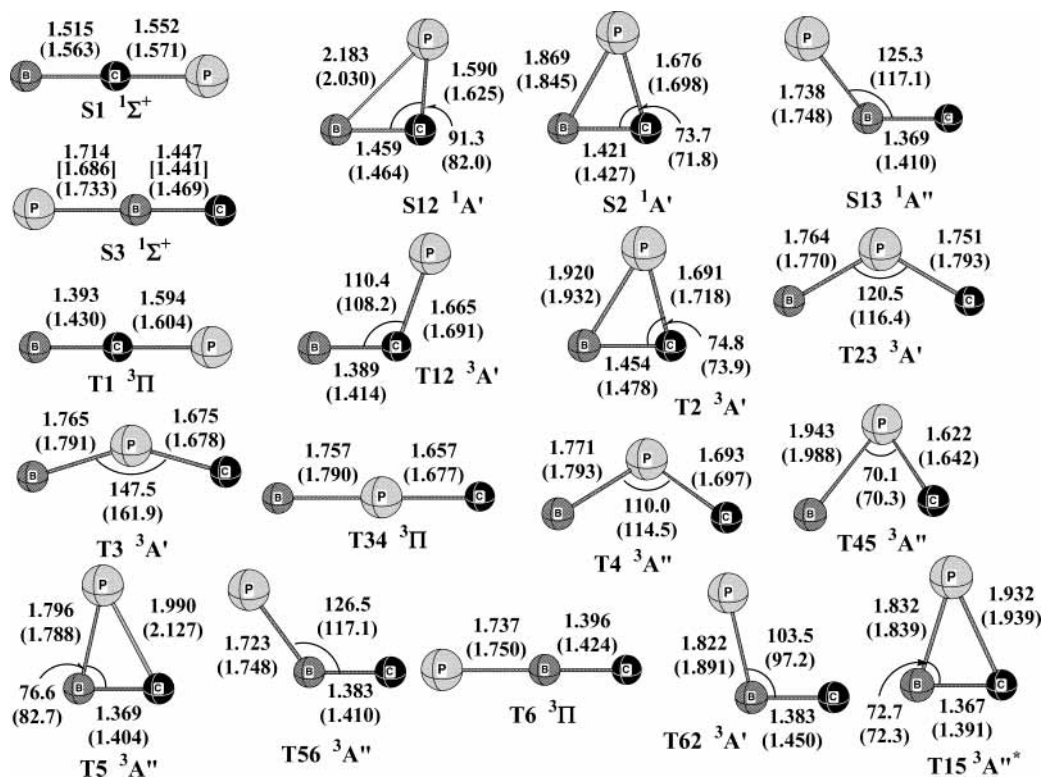 1.515 1.552
(1.563) (1.571)
B C P
S1 ¹Σ⁺
P
2.183
(2.030)
1.590
(1.625)
B C
91.3
(82.0)
1.459
(1.464)
S12 ¹A'
P
1.869
(1.845)
1.676
(1.698)
B C
73.7
(71.8)
1.421
(1.427)
S2 ¹A'
P
125.3
(117.1)
1.738
(1.748)
B C
1.369
(1.410)
S13 ¹A"
1.714 1.447
[1.686] [1.441]
(1.733) (1.469)
P B C
S3 ¹Σ⁺
1.393 1.594
(1.430) (1.604)
B C P
T1 ³Π
P
110.4
(108.2)
1.665
(1.691)
B C
1.389
(1.414)
T12 ³A'
P
1.920
(1.932)
1.691
(1.718)
B C
74.8
(73.9)
1.454
(1.478)
T2 ³A'
1.764 1.751
(1.770) (1.793)
P
B C
120.5
(116.4)
T23 ³A'
1.765 1.675
(1.791) (1.678)
P
B C
147.5
(161.9)
T3 ³A'
1.757 1.657
(1.790) (1.677)
B P C
T34 ³Π
1.771 1.693
(1.793) (1.697)
P
B C
110.0
(114.5)
T4 ³A"
P
1.943 1.622
(1.988) (1.642)
70.1
(70.3)
B C
T45 ³A"
P
1.796 1.990
(1.788) (2.127)
B C
76.6
(82.7)
1.369
(1.404)
T5 ³A"
P
126.5
(117.1)
1.723
(1.748)
B C
1.383
(1.410)
T56 ³A"
1.737 1.396
(1.750) (1.424)
P B C
T6 ³Π
P
1.822
(1.891)
103.5
(97.2)
B C
1.383
(1.450)
T62 ³A'
P
1.832 1.932
(1.839) (1.939)
B C
72.7
(72.3)
1.367
(1.391)
T15 ³A"*